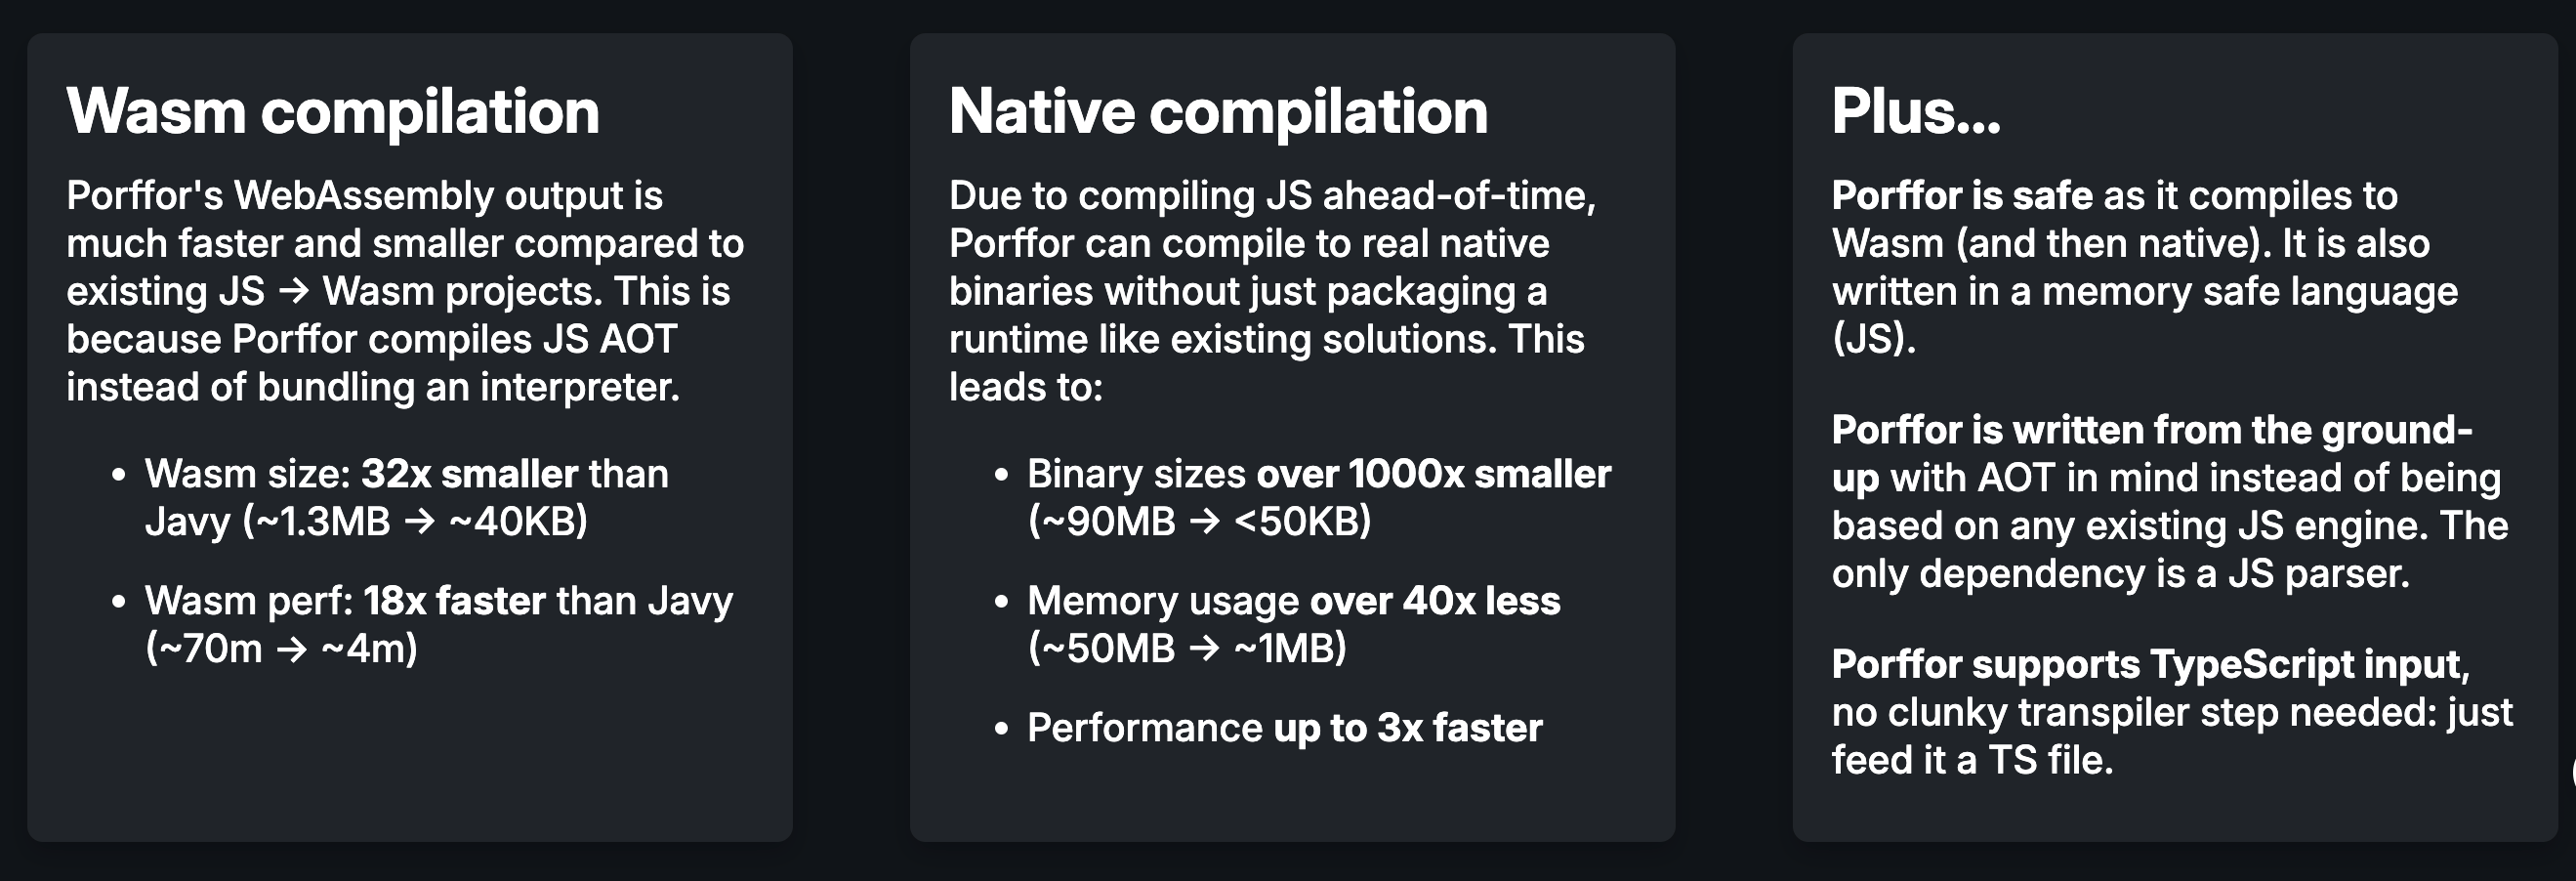 Wasm compilation
Porffor's WebAssembly output is
much faster and smaller compared to
existing JS → Wasm projects. This is
because Porffor compiles JS AOT
instead of bundling an interpreter.
• Wasm size: 32x smaller than
Javy (~1.3MB → ~40KB)
• Wasm perf: 18x faster than Javy
(~70m → ~4m)
Native compilation
Due to compiling JS ahead-of-time,
Porffor can compile to real native
binaries without just packaging a
runtime like existing solutions. This
leads to:
• Binary sizes over 1000x smaller
(~90MB → <50KB)
• Memory usage over 40x less
(~50MB → ~1MB)
• Performance up to 3x faster
Plus...
Porffor is safe as it compiles to
Wasm (and then native). It is also
written in a memory safe language
(JS).
Porffor is written from the ground-
up with AOT in mind instead of being
based on any existing JS engine. The
only dependency is a JS parser.
Porffor supports TypeScript input,
no clunky transpiler step needed: just
feed it a TS file.